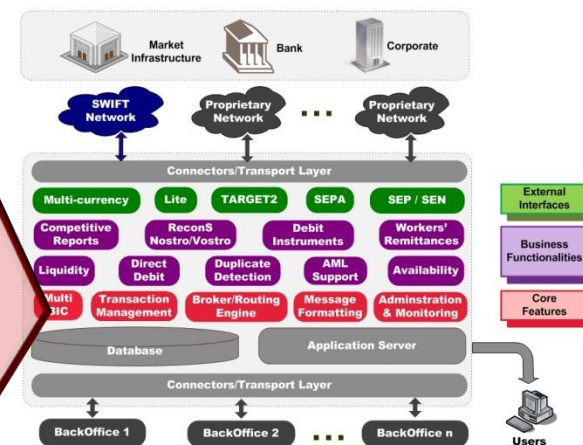 Market
Infrastructure
Bank
Corporate
SWIFT
Network
Proprietary
Network
Proprietary
Network
Connectors/Transport Layer
Multi-currency
Lite
TARGET2
SEPA
SEP / SEN
External
Interfaces
Competitive
Reports
ReconS
Nostro/Vostro
Debit
Instruments
Workers'
Remittances
Business
Functionalities
Liquidity
Direct
Debit
Duplicate
Detection
AML
Support
Availability
Multi
BIC
Transaction
Management
Broker/Routing
Engine
Message
Formatting
Adminstration
& Monitoring
Core
Features
Database
Application Server
Connectors/Transport Layer
BackOffice 1
BackOffice 2
BackOffice n
Users